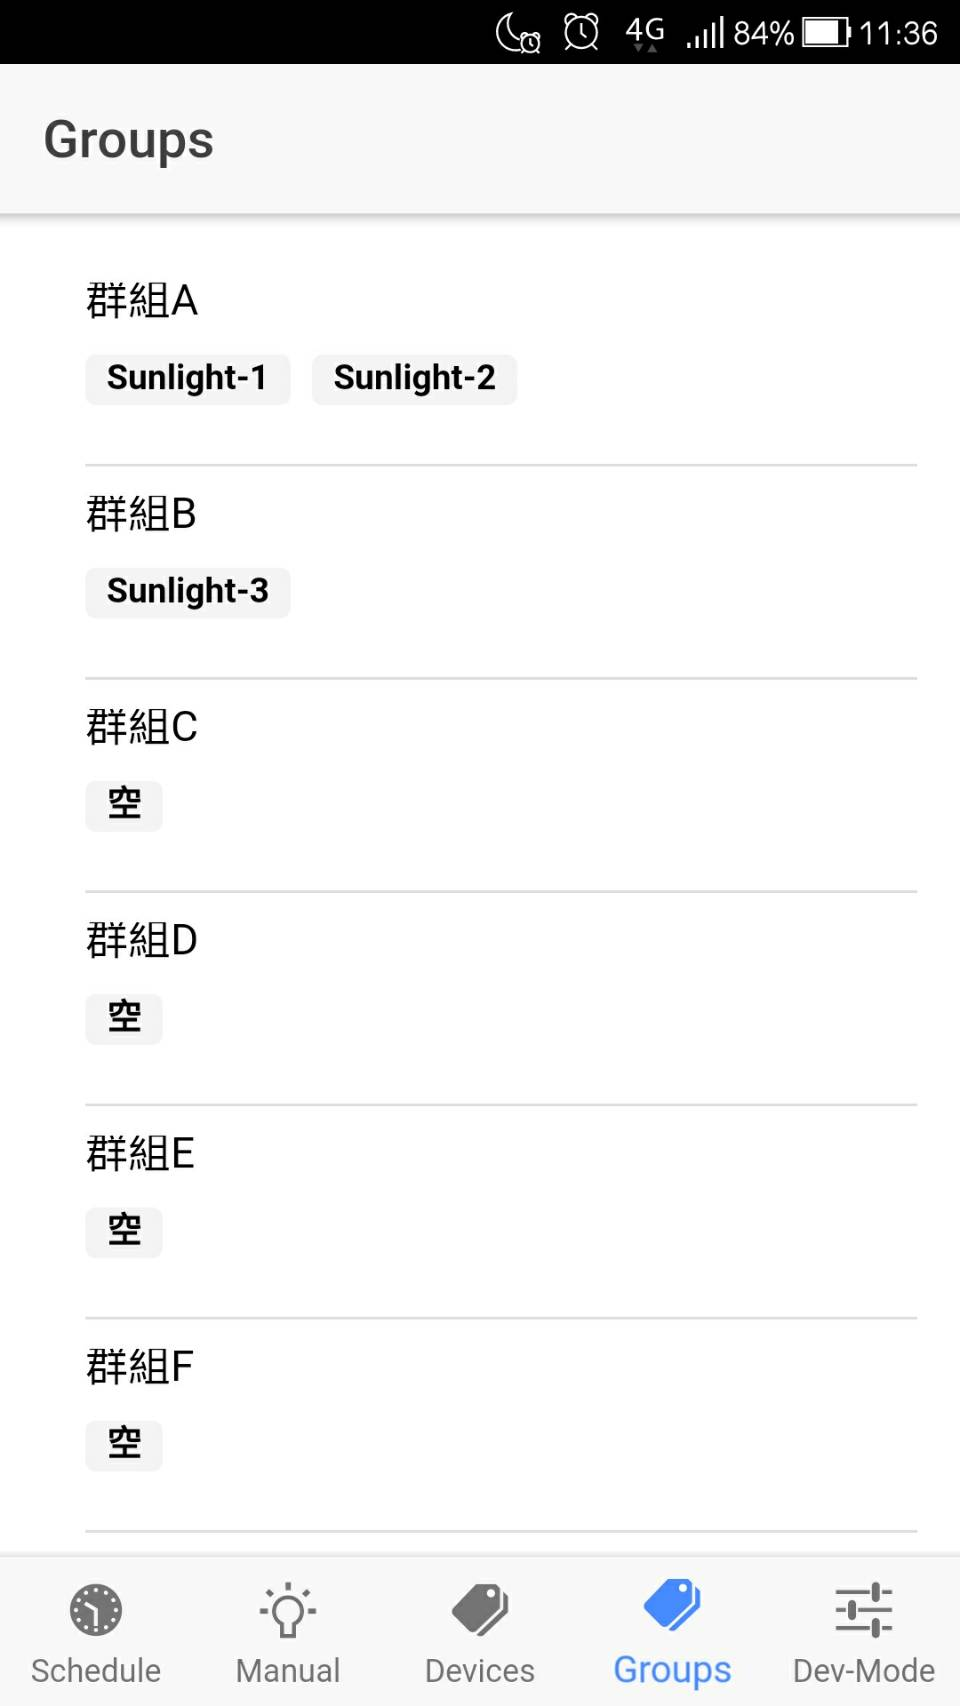 4G 84% 11:36
Groups
群組A
Sunlight-1 Sunlight-2
群組B
Sunlight-3
群組C
空
群組D
空
群組E
空
群組F
空
Schedule Manual Devices Groups Dev-Mode